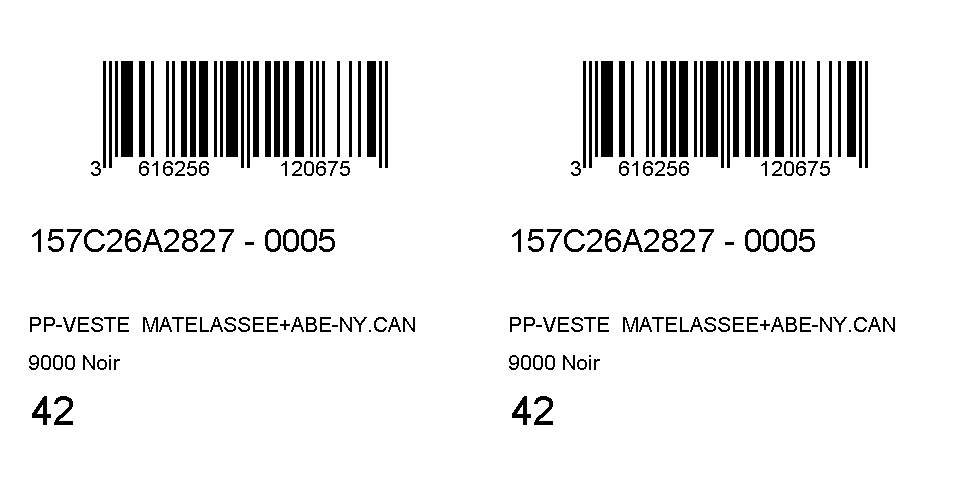 3 616256 120675
157C26A2827 - 0005
PP-VESTE  MATELASSEE+ABE-NY.CAN
9000 Noir
42
3 616256 120675
157C26A2827 - 0005
PP-VESTE  MATELASSEE+ABE-NY.CAN
9000 Noir
42